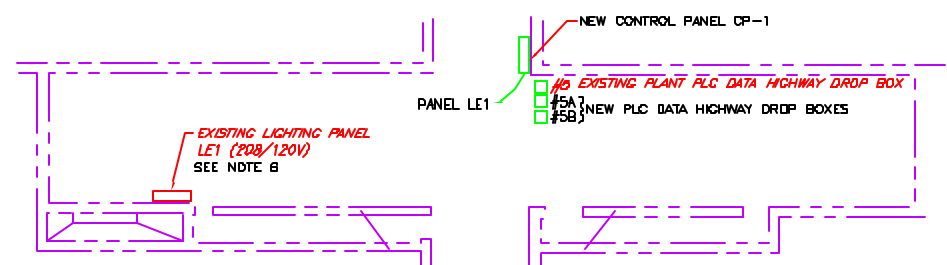 NEW CONTROL PANEL CP-1
#5 EXISTING PLANT PLC DATA HIGHWAY DROP BOX
PANEL LE1
#5A
#5B
NEW PLC DATA HIGHWAY DROP BOXES
EXISTING LIGHTING PANEL
LE1 (208/120V)
SEE NOTE 6